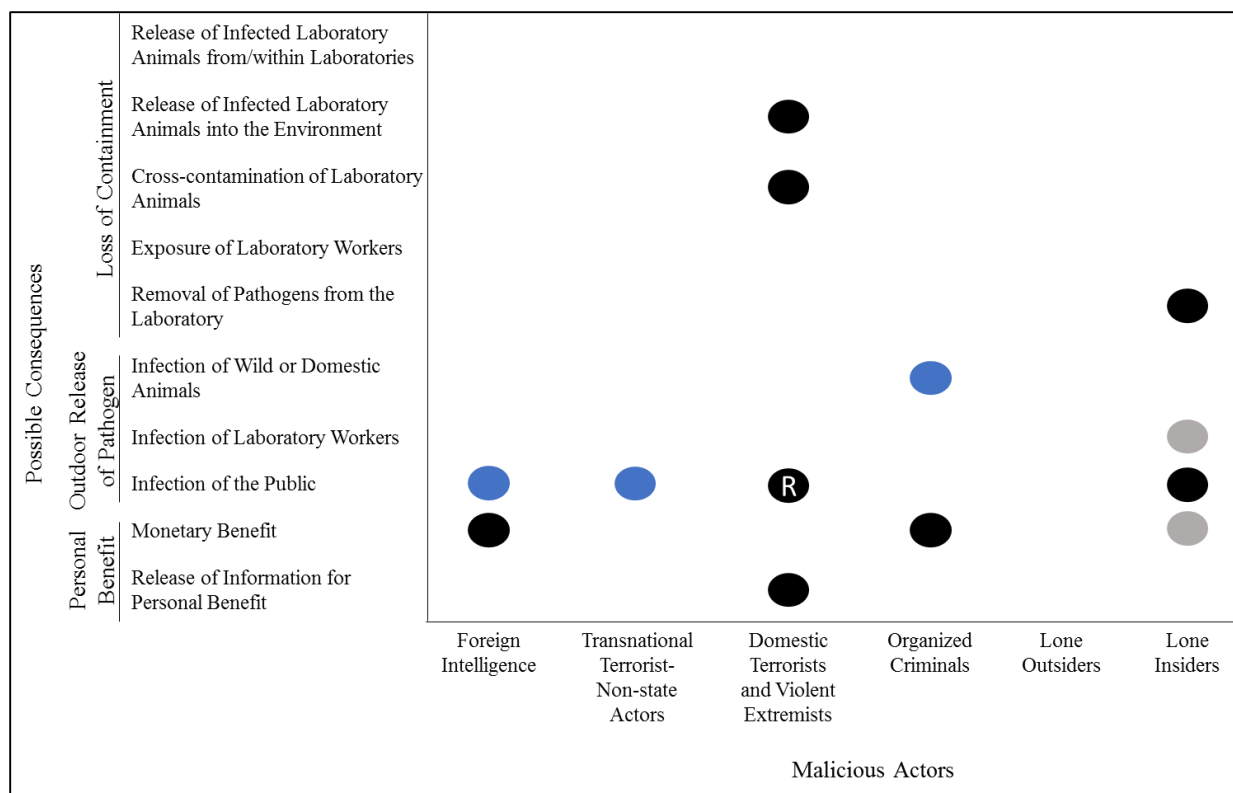 Possible Consequences
Loss of Containment
Release of Infected Laboratory
Animals from/within Laboratories
Release of Infected Laboratory
Animals into the Environment
Cross-contamination of Laboratory
Animals
Exposure of Laboratory Workers
Removal of Pathogens from the
Laboratory
Outdoor Release
of Pathogen
Infection of Wild or Domestic
Animals
Infection of Laboratory Workers
Infection of the Public
R
Personal
Benefit
Monetary Benefit
Release of Information for
Personal Benefit
Foreign
Intelligence
Transnational
Terrorist-
Non-state
Actors
Domestic
Terrorists
and Violent
Extremists
Organized
Criminals
Lone
Outsiders
Lone
Insiders
Malicious Actors